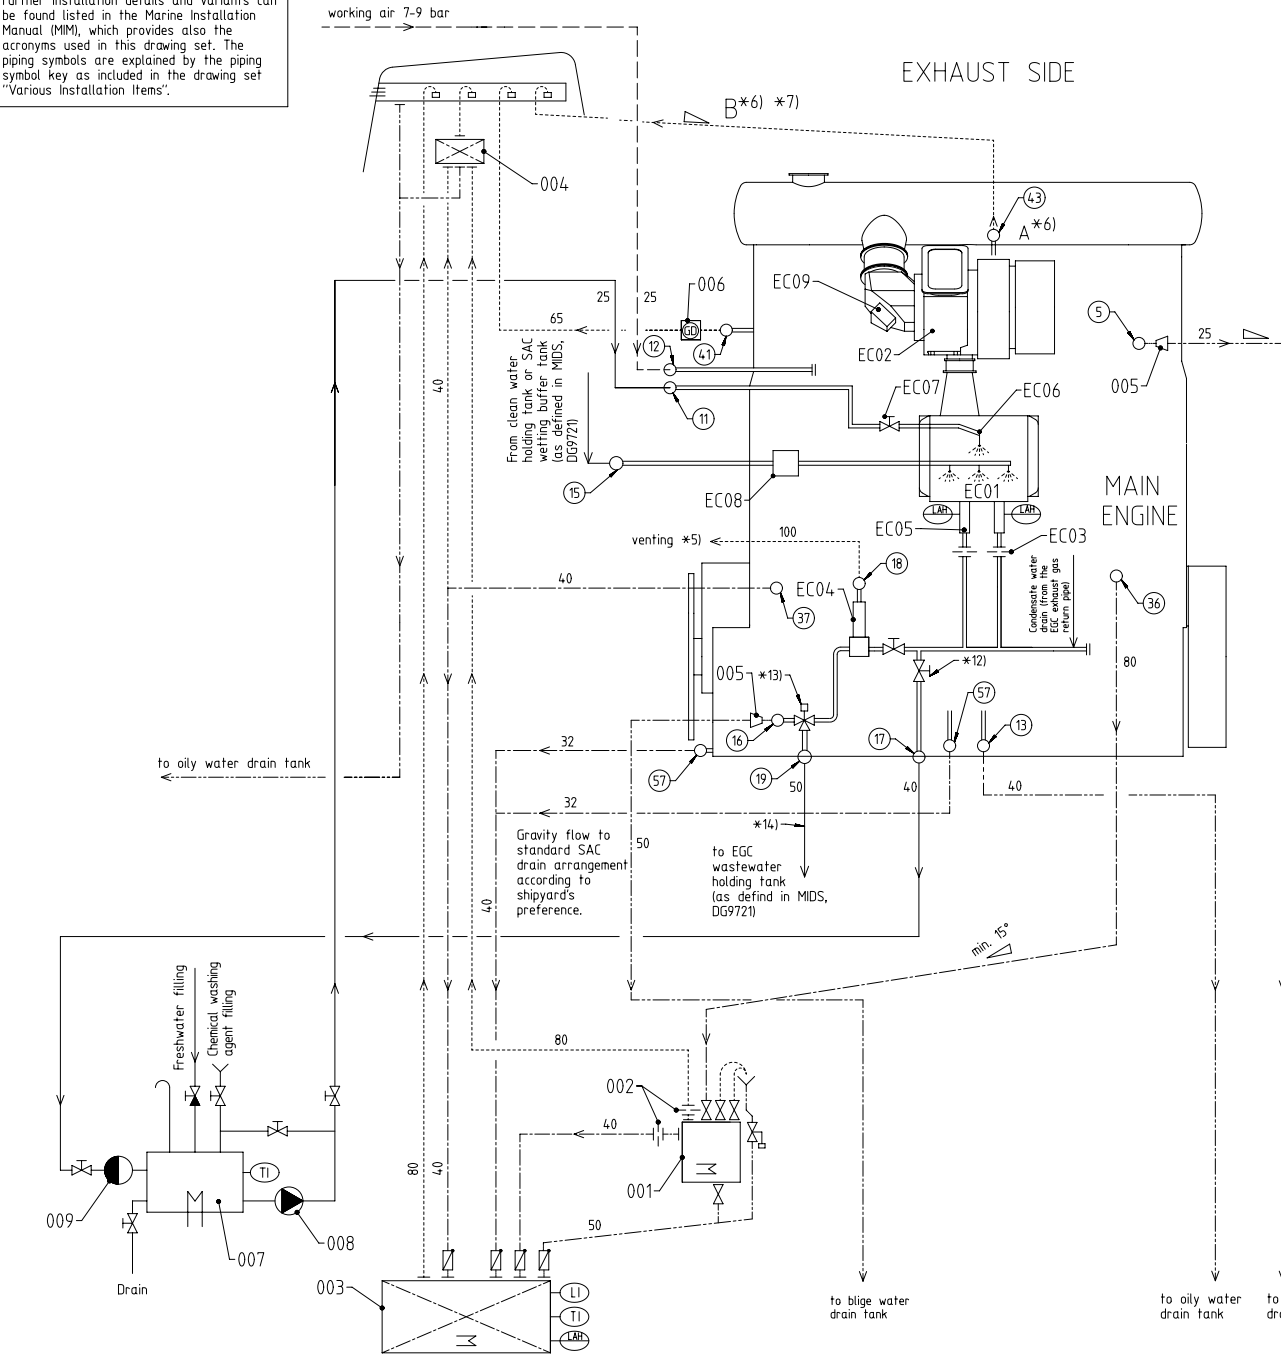 further installation details and variants can
be found listed in the Marine Installation
Manual (MIM), which provides also the
acronyms used in this drawing set. The
piping symbols are explained by the piping
symbol key as included in the drawing set
"Various Installation Items".
working air 7-9 bar
EXHAUST SIDE
B*6) *7)
004
43
A*6)
EC09
006
25
25
65
GD
5
25
12
41
EC02
005
40
From clean water
holding tank or SAC
wetting buffer tank
(as defined in MIDS,
DG9721)
EC07
EC06
11
15
EC08
EC01
MAIN
ENGINE
LAH
LAH
EC05
EC03
venting *5)
100
Condensate water
drain (from the
EGC exhaust gas
return pipe)
18
40
EC04
37
36
*12)
80
005
*13)
57
16
17
13
32
to oily water drain tank
57
19
50
40
40
32
*14)
Gravity flow to
standard SAC
drain arrangement
according to
shipyard's
preference.
50
to EGC
wastewater
holding tank
(as defind in MIDS,
DG9721)
40
min. 15°
Freshwater filling
Chemical washing
agent filling
80
002
40
80
40
TI
001
009
008
007
50
Drain
003
LI
TI
LAH
to blige water
drain tank
to oily water
drain tank
to